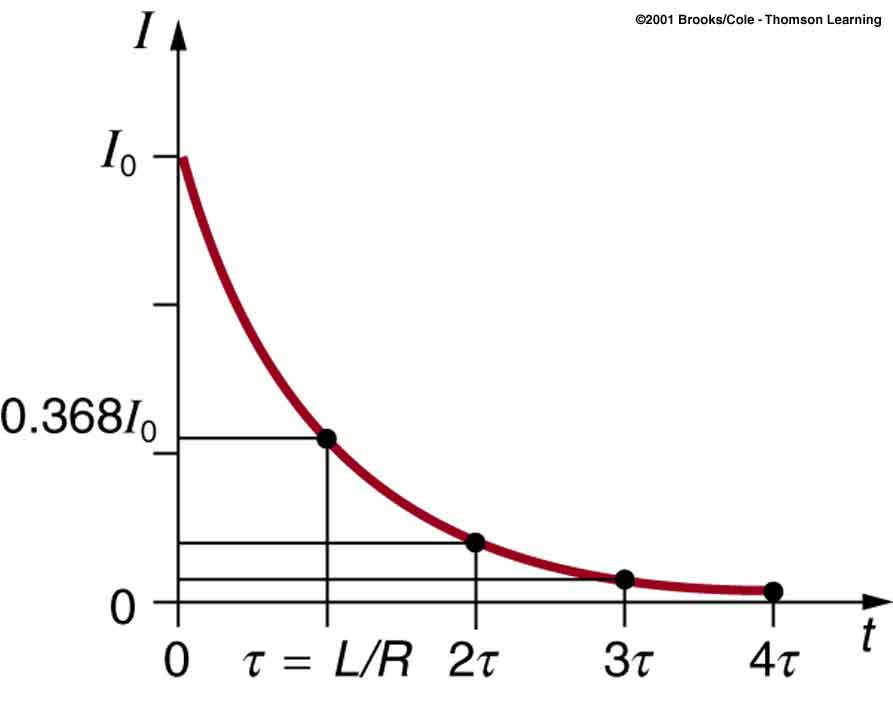 ©2001 Brooks/Cole - Thomson Learning
I
I₀
0.368I₀
0
t
0 τ = L/R 2τ 3τ 4τ